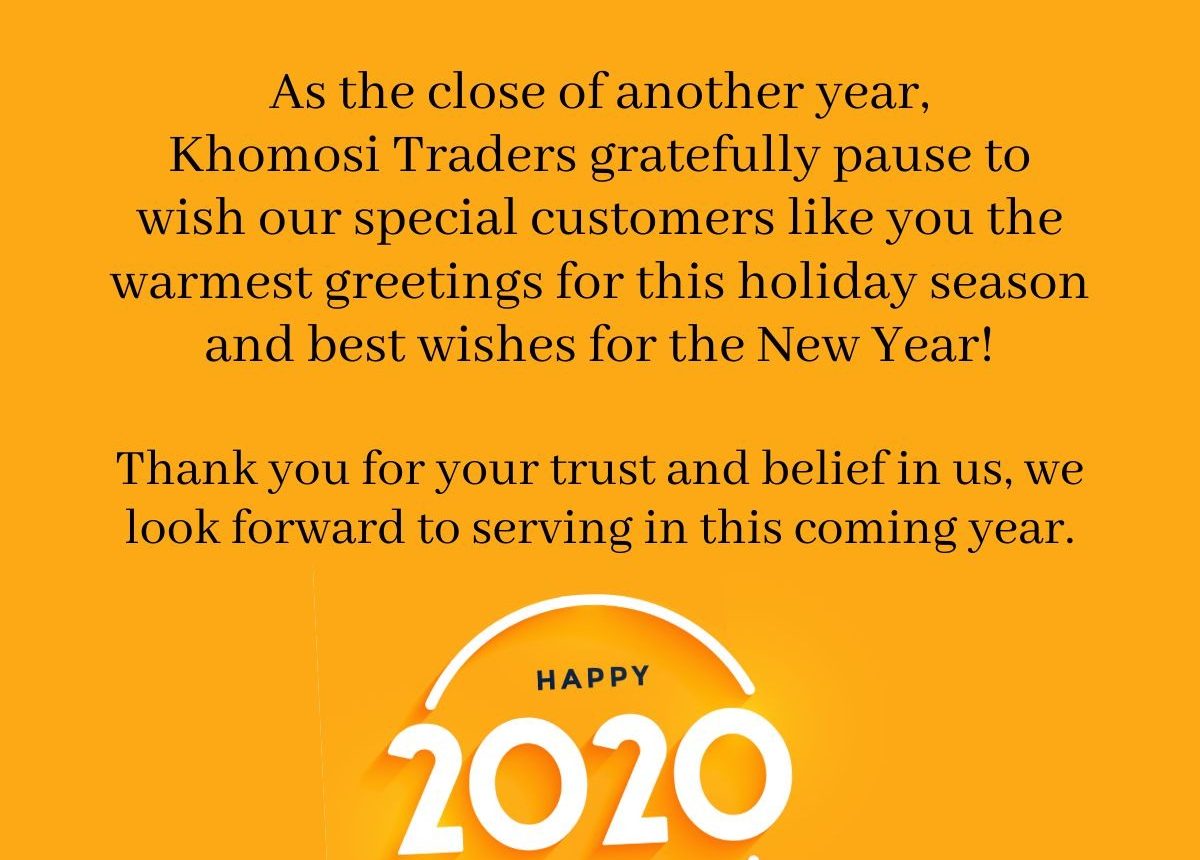 As the close of another year,
Khomosi Traders gratefully pause to
wish our special customers like you the
warmest greetings for this holiday season
and best wishes for the New Year!
Thank you for your trust and belief in us, we
look forward to serving in this coming year.
HAPPY
2020